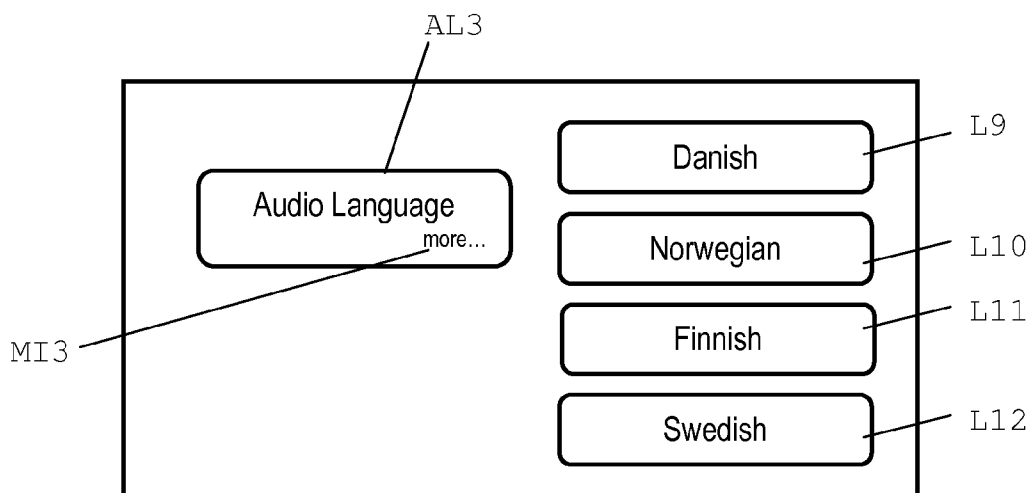 AL3
Danish
L9
Audio Language
more...
Norwegian
L10
MI3
Finnish
L11
Swedish
L12